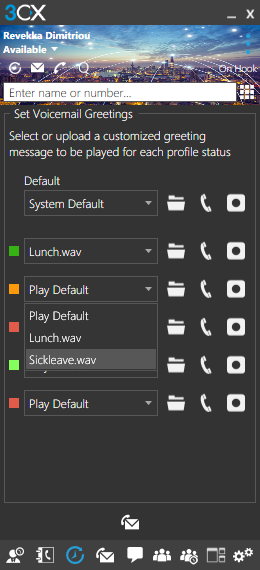 3CX
Revekka Dimitriou
Available
On Hook
Enter name or number...
Set Voicemail Greetings
Select or upload a customized greeting
message to be played for each profile status
Default
System Default
Lunch.wav
Play Default
Play Default
Lunch.wav
Sickleave.wav
Play Default